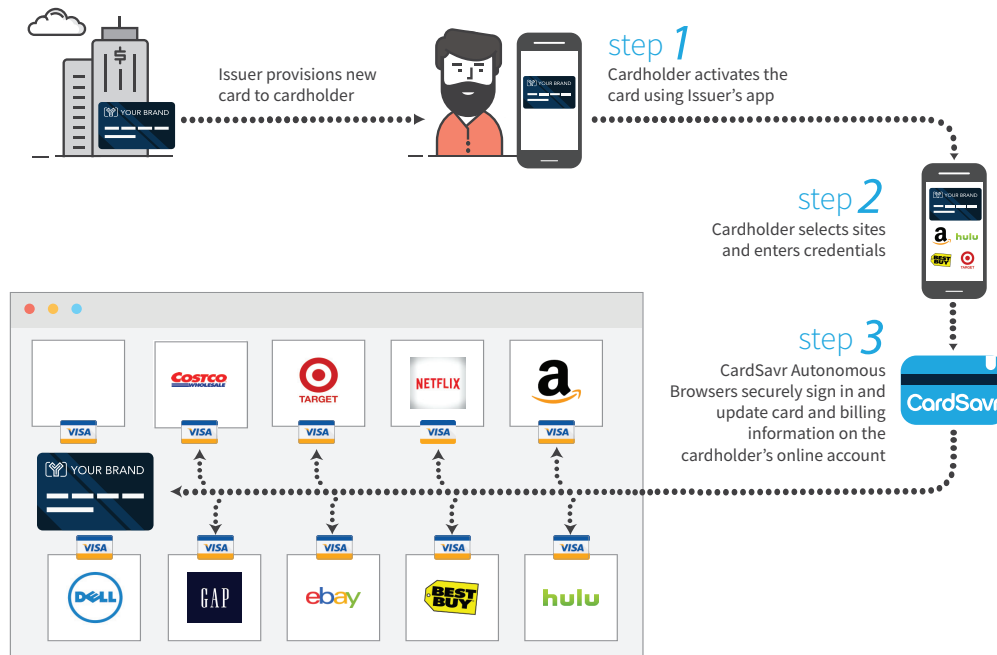 $
YOUR BRAND
Issuer provisions new
card to cardholder
YOUR BRAND
step 1
Cardholder activates the
card using Issuer's app
step 2
Cardholder selects sites
and enters credentials
YOUR BRAND
a hulu
BEST BUY TARGET
step 3
CardSavr Autonomous
Browsers securely sign in and
update card and billing
information on the
cardholder's online account
CardSavr
COSTCO
WHOLESALE
TARGET
NETFLIX
a
VISA VISA VISA VISA VISA
YOUR BRAND
VISA VISA VISA VISA VISA
DELL
GAP
ebay
BEST
BUY
hulu